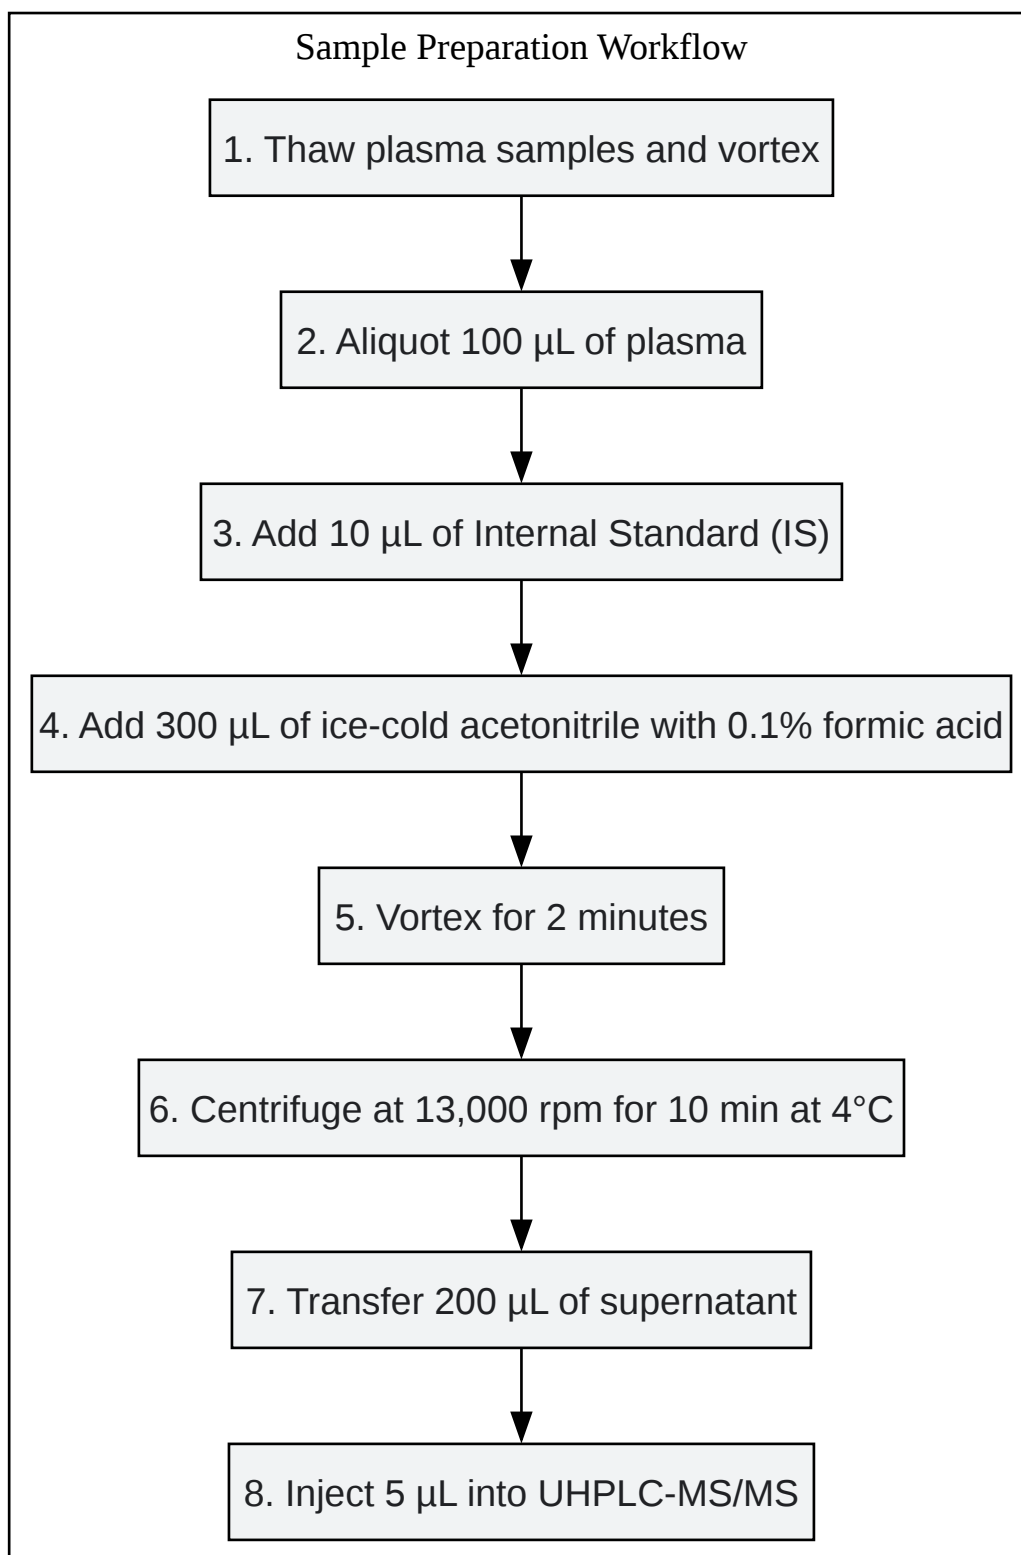 Sample Preparation Workflow
1. Thaw plasma samples and vortex
2. Aliquot 100 µL of plasma
3. Add 10 µL of Internal Standard (IS)
4. Add 300 µL of ice-cold acetonitrile with 0.1% formic acid
5. Vortex for 2 minutes
6. Centrifuge at 13,000 rpm for 10 min at 4°C
7. Transfer 200 µL of supernatant
8. Inject 5 µL into UHPLC-MS/MS